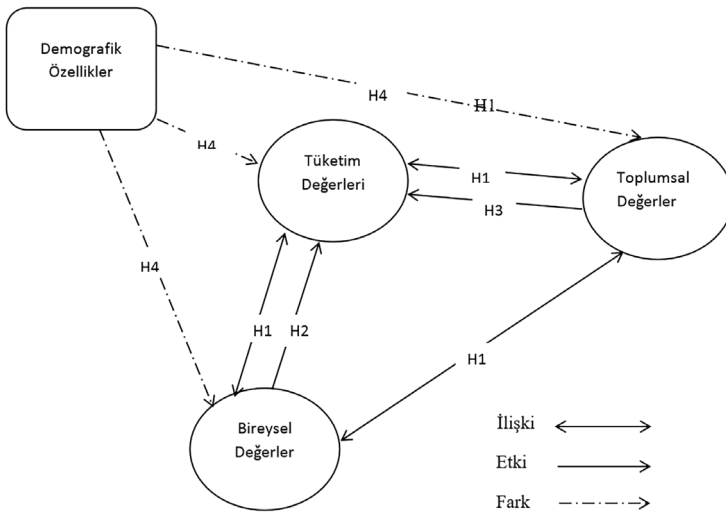 Demografik
Özellikler
H4
H1
H4
Tüketim
Değerleri
H1
H3
Toplumsal
Değerler
H4
H1
H2
H1
Bireysel
Değerler
İlişki
Etki
Fark